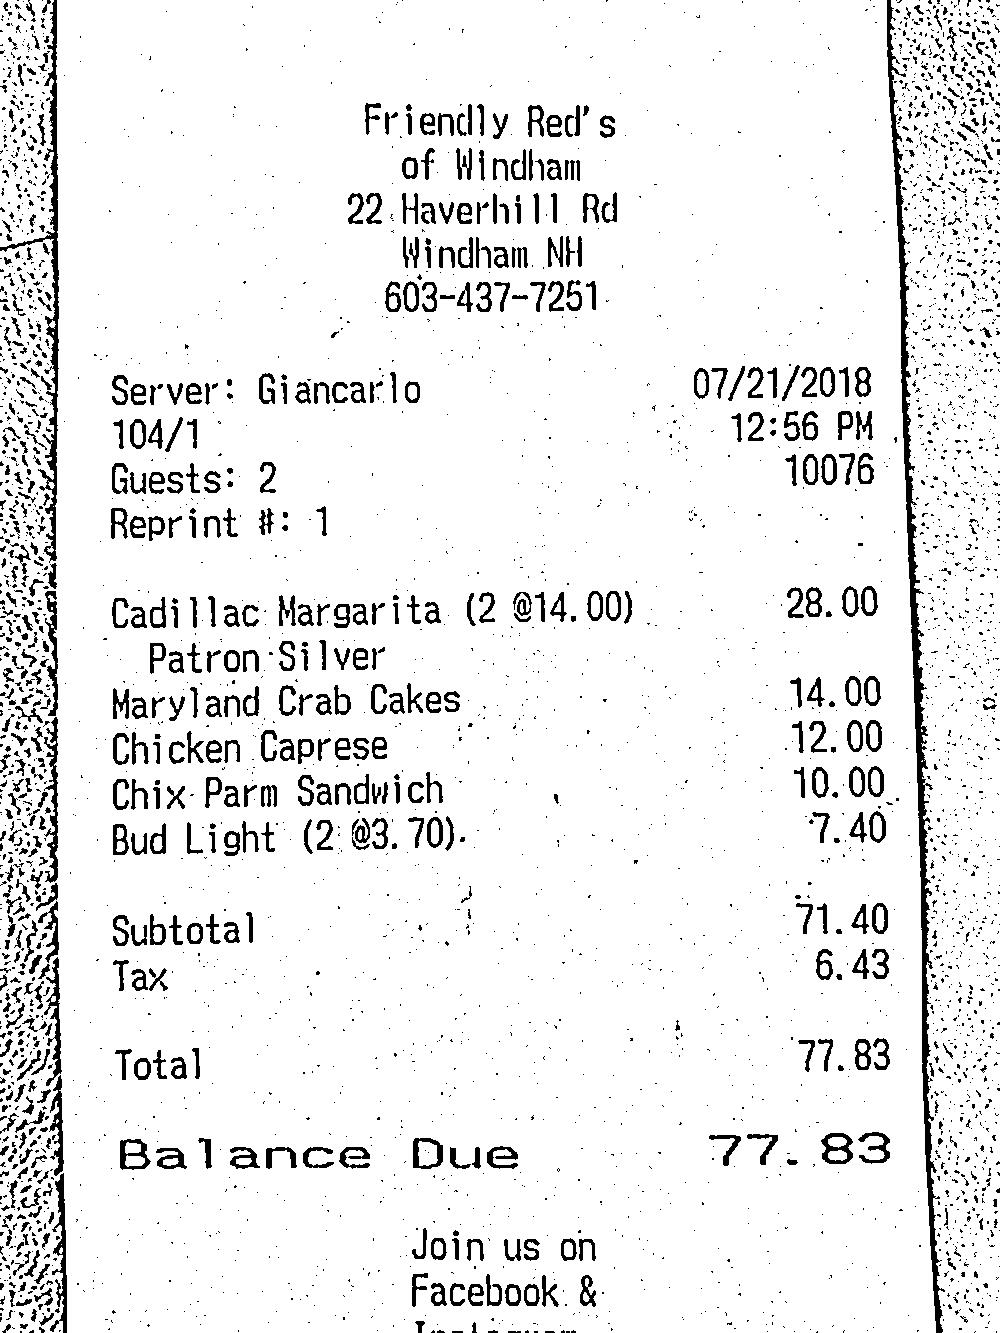 Friendly Red's
of Windham
22 Haverhill Rd
Windham NH
603-437-7251
Server: Giancarlo 07/21/2018
104/1 12:56 PM
Guests: 2 10076
Reprint #: 1
Cadillac Margarita (2 @14.00) 28.00
Patron Silver
Maryland Crab Cakes 14.00
Chicken Caprese 12.00
Chix Parm Sandwich 10.00
Bud Light (2 @3.70) 7.40
Subtotal 71.40
Tax 6.43
Total 77.83
Balance Due 77.83
Join us on
Facebook &